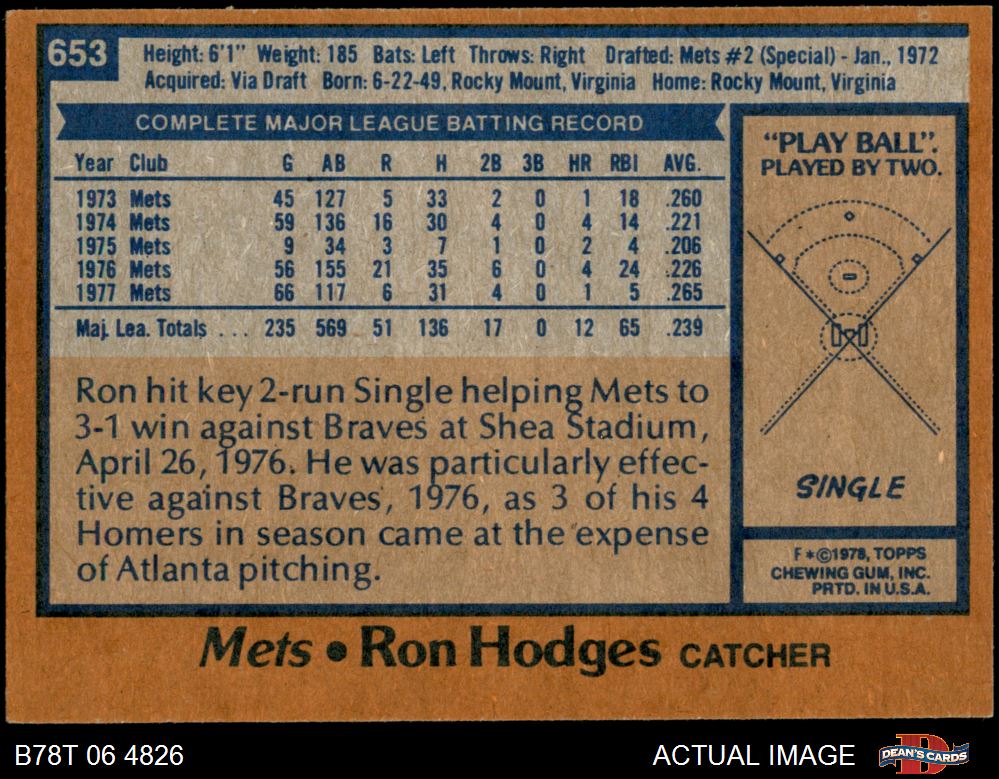 653
Height: 6'1" Weight: 185 Bats: Left Throws: Right Drafted: Mets #2 (Special) - Jan., 1972
Acquired: Via Draft Born: 6-22-49, Rocky Mount, Virginia Home: Rocky Mount, Virginia
COMPLETE MAJOR LEAGUE BATTING RECORD
Year Club G AB R H 2B 3B HR RBI AVG.
1973 Mets 45 127 5 33 2 0 1 18 .260
1974 Mets 59 136 16 30 4 0 4 14 .221
1975 Mets 9 34 3 7 1 0 2 4 .206
1976 Mets 56 155 21 35 6 0 4 24 .226
1977 Mets 66 117 6 31 4 0 1 5 .265
Maj. Lea. Totals ... 235 569 51 136 17 0 12 65 .239
Ron hit key 2-run Single helping Mets to
3-1 win against Braves at Shea Stadium,
April 26, 1976. He was particularly effec-
tive against Braves, 1976, as 3 of his 4
Homers in season came at the expense
of Atlanta pitching.
"PLAY BALL".
PLAYED BY TWO.
SINGLE
F*©1978, TOPPS
CHEWING GUM, INC.
PRTD. IN U.S.A.
Mets • Ron Hodges CATCHER
B78T 06 4826
ACTUAL IMAGE
DEAN'S CARDS